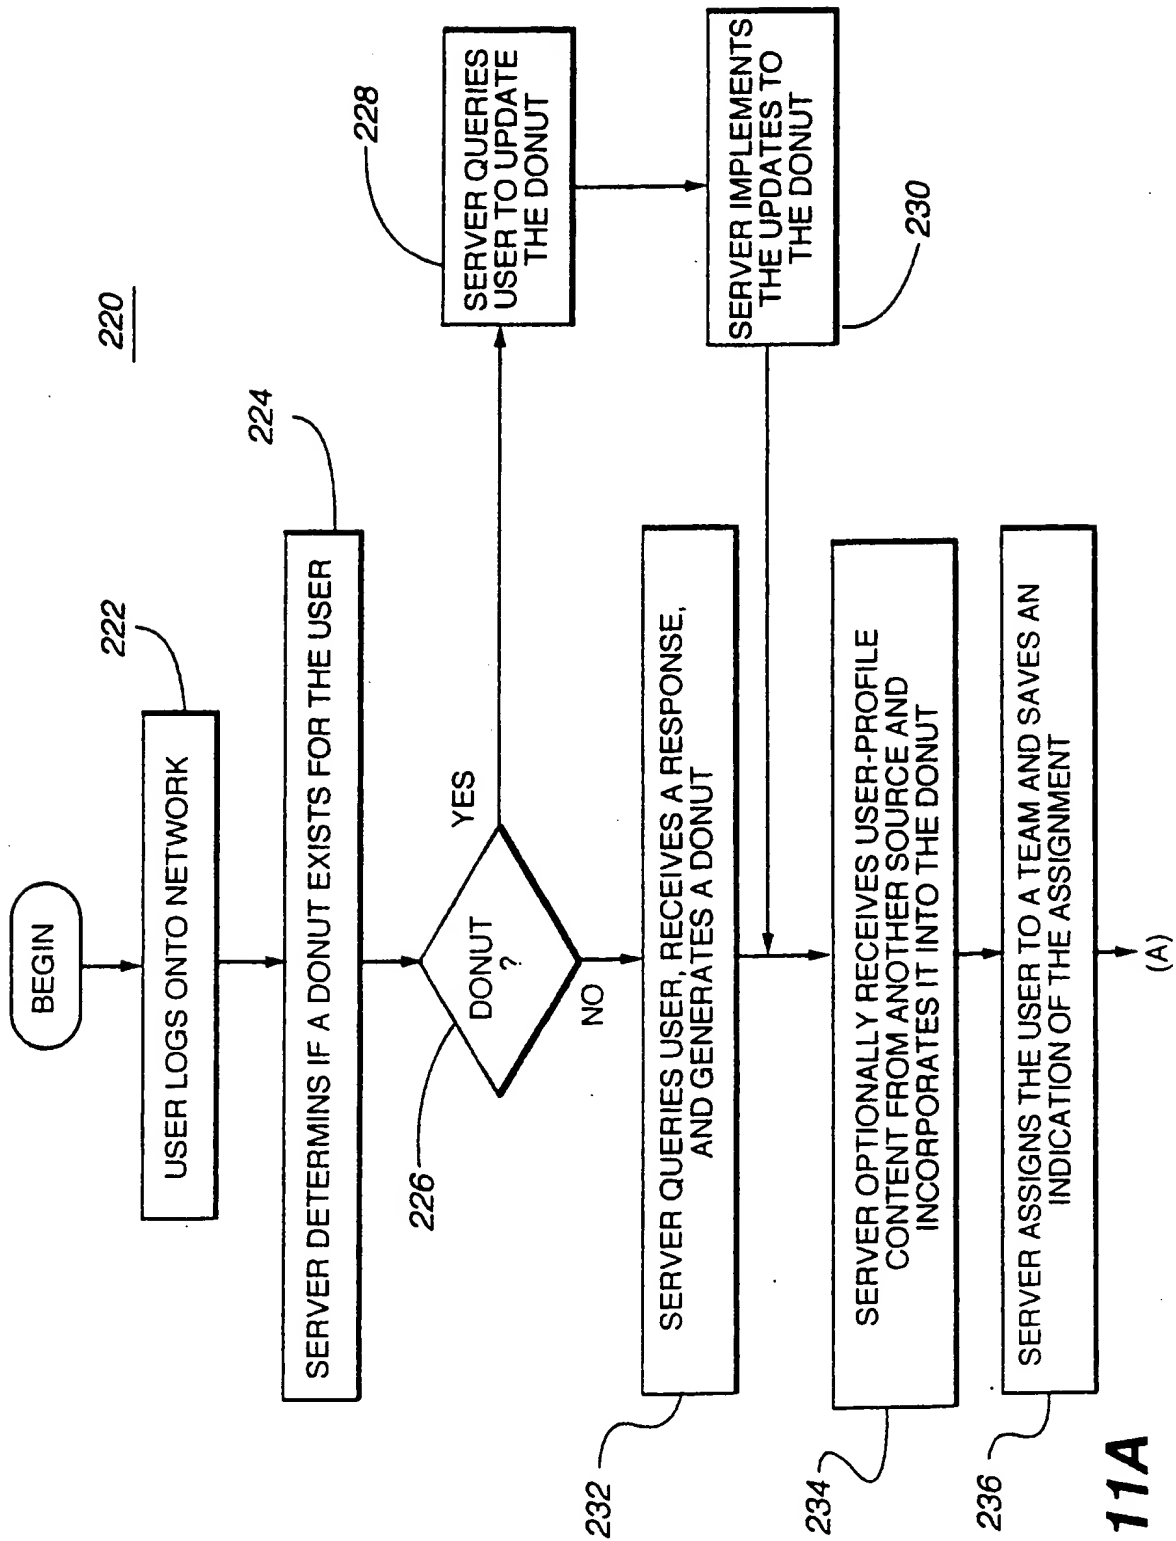 220
BEGIN
222
USER LOGS ONTO NETWORK
224
SERVER DETERMINS IF A DONUT EXISTS FOR THE USER
226
DONUT
?
YES
NO
228
SERVER QUERIES
USER TO UPDATE
THE DONUT
SERVER IMPLEMENTS
THE UPDATES TO
THE DONUT
230
232
SERVER QUERIES USER, RECEIVES A RESPONSE,
AND GENERATES A DONUT
234
SERVER OPTIONALLY RECEIVES USER-PROFILE
CONTENT FROM ANOTHER SOURCE AND
INCORPORATES IT INTO THE DONUT
236
SERVER ASSIGNS THE USER TO A TEAM AND SAVES AN
INDICATION OF THE ASSIGNMENT
(A)
11A